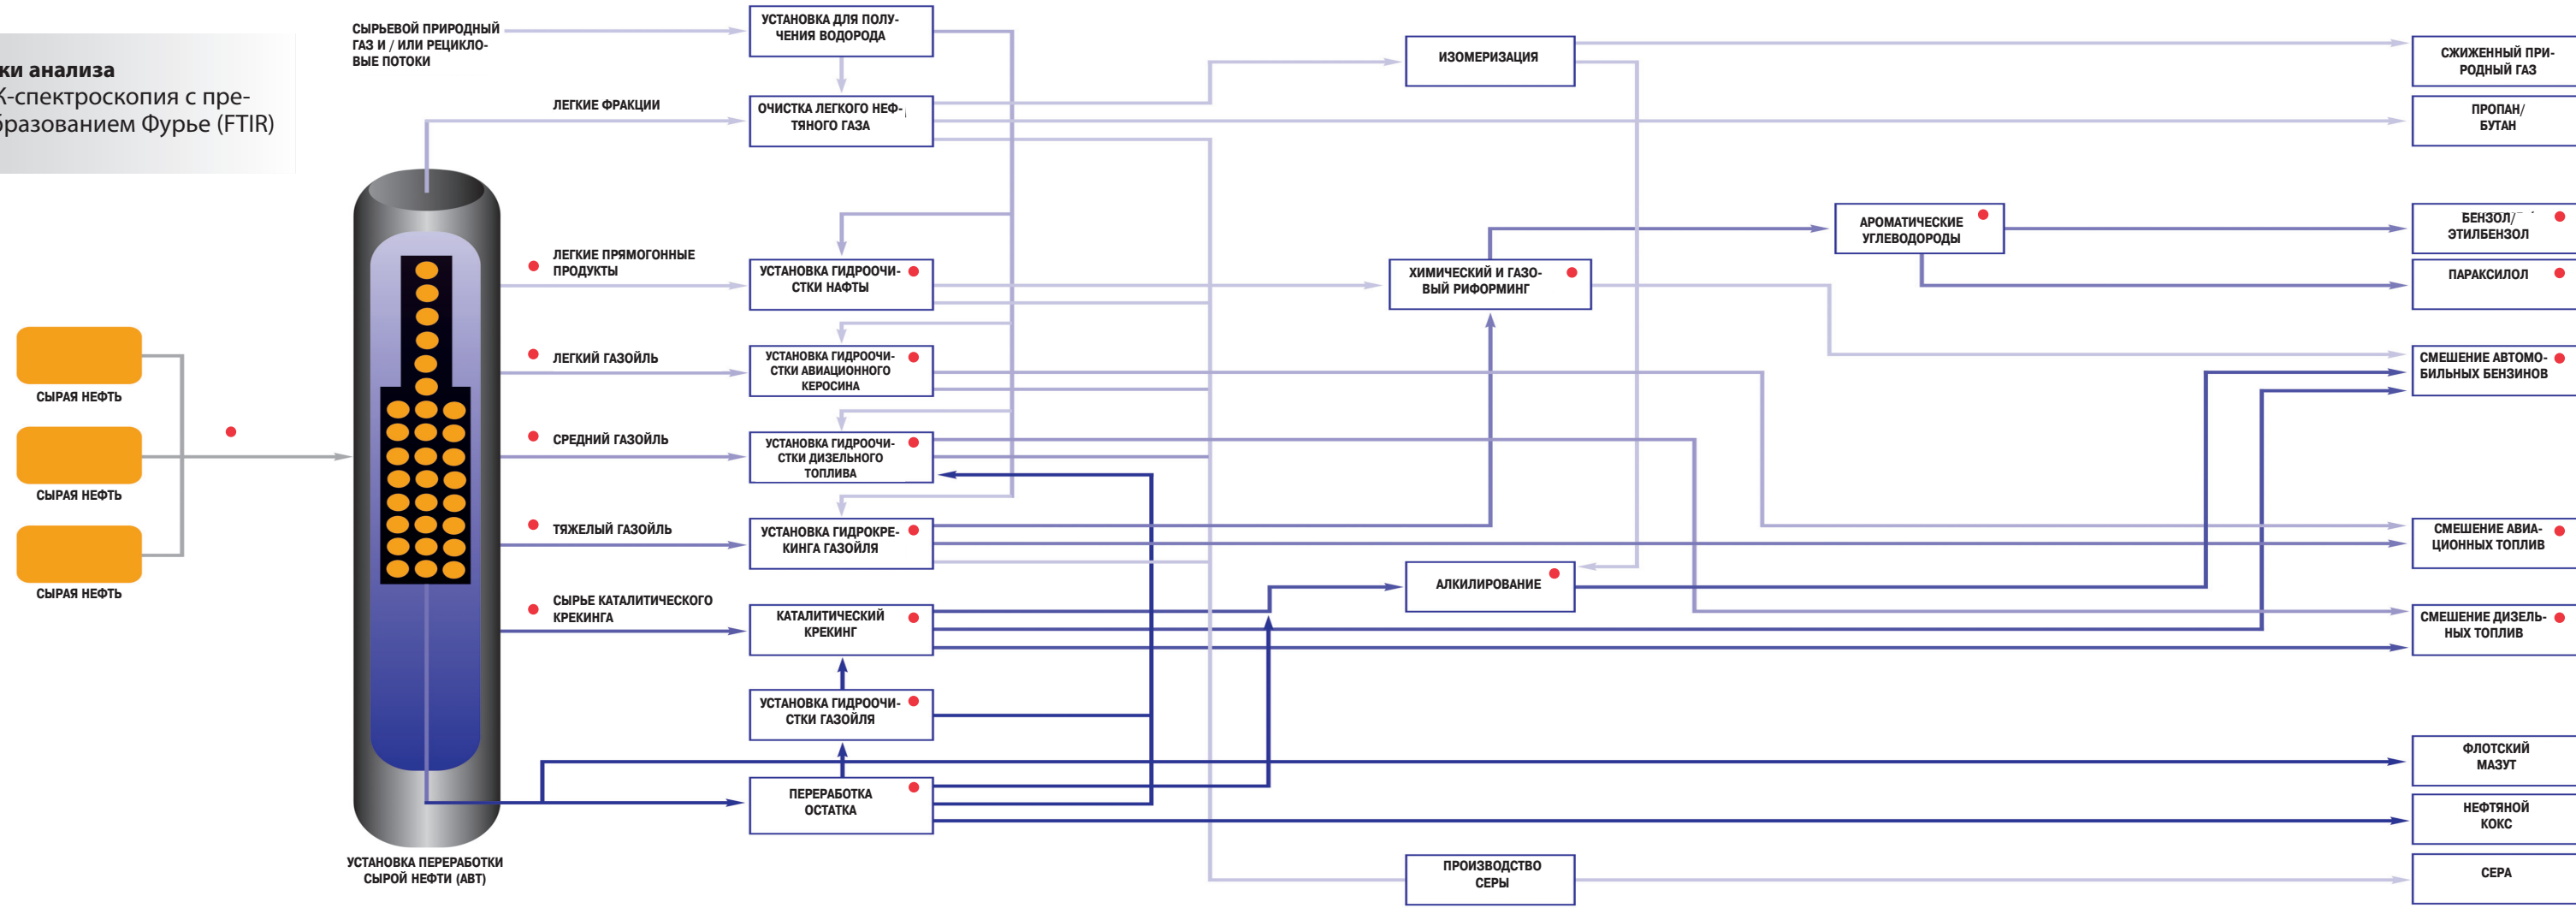 ки анализа
К-спектроскопия с пре-
бразованием Фурье (FTIR)
СЫРЬЕВОЙ ПРИРОДНЫЙ
ГАЗ И / ИЛИ РЕЦИКЛО-
ВЫЕ ПОТОКИ
УСТАНОВКА ДЛЯ ПОЛУ-
ЧЕНИЯ ВОДОРОДА
ИЗОМЕРИЗАЦИЯ
СЖИЖЕННЫЙ ПРИ-
РОДНЫЙ ГАЗ
ЛЕГКИЕ ФРАКЦИИ
ОЧИСТКА ЛЕГКОГО НЕФ-
ТЯНОГО ГАЗА
ПРОПАН/
БУТАН
АРОМАТИЧЕСКИЕ
УГЛЕВОДОРОДЫ
БЕНЗОЛ/
ЭТИЛБЕНЗОЛ
ЛЕГКИЕ ПРЯМОГОННЫЕ
ПРОДУКТЫ
УСТАНОВКА ГИДРООЧИ-
СТКИ НАФТЫ
ХИМИЧЕСКИЙ И ГАЗО-
ВЫЙ РИФОРМИНГ
ПАРАКСИЛОЛ
ЛЕГКИЙ ГАЗОЙЛЬ
УСТАНОВКА ГИДРООЧИ-
СТКИ АВИАЦИОННОГО
КЕРОСИНА
СМЕШЕНИЕ АВТОМО-
БИЛЬНЫХ БЕНЗИНОВ
СЫРАЯ НЕФТЬ
СРЕДНИЙ ГАЗОЙЛЬ
УСТАНОВКА ГИДРООЧИ-
СТКИ ДИЗЕЛЬНОГО
ТОПЛИВА
СЫРАЯ НЕФТЬ
ТЯЖЕЛЫЙ ГАЗОЙЛЬ
УСТАНОВКА ГИДРОКРЕ-
КИНГА ГАЗОЙЛЯ
СМЕШЕНИЕ АВИА-
ЦИОННЫХ ТОПЛИВ
СЫРАЯ НЕФТЬ
АЛКИЛИРОВАНИЕ
СЫРЬЕ КАТАЛИТИЧЕСКОГО
КРЕКИНГА
КАТАЛИТИЧЕСКИЙ
КРЕКИНГ
СМЕШЕНИЕ ДИЗЕЛЬ-
НЫХ ТОПЛИВ
УСТАНОВКА ГИДРООЧИ-
СТКИ ГАЗОЙЛЯ
ФЛОТСКИЙ
МАЗУТ
ПЕРЕРАБОТКА
ОСТАТКА
НЕФТЯНОЙ
КОКС
УСТАНОВКА ПЕРЕРАБОТКИ
СЫРОЙ НЕФТИ (АВТ)
ПРОИЗВОДСТВО
СЕРЫ
СЕРА